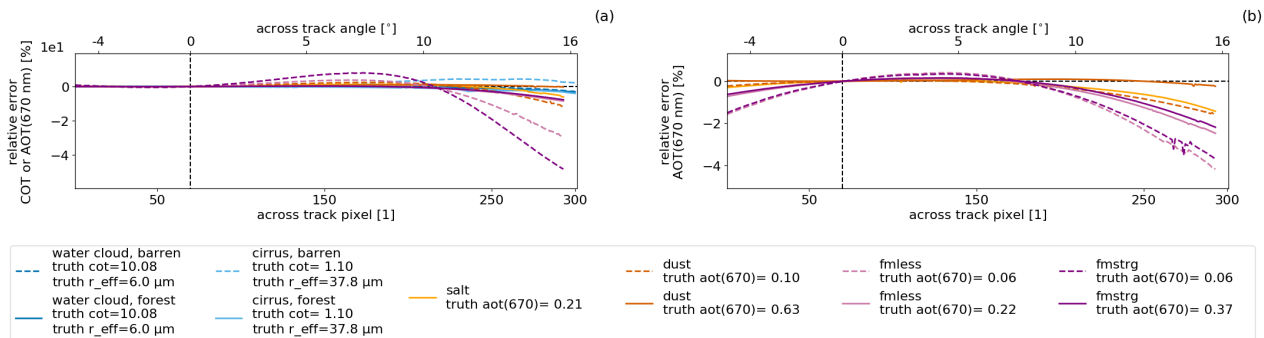 (a)
across track angle [°]
1e1 -4 0 5 10 16
relative error
COT or AOT(670 nm) [%]
0
−2
−4
50 150 250 300
across track pixel [1]
(b)
across track angle [°]
-4 0 5 10 16
relative error
AOT(670 nm) [%]
0
−2
−4
50 150 250 300
across track pixel [1]
water cloud, barren
truth cot=10.08
truth r_eff=6.0 μm
water cloud, forest
truth cot=10.08
truth r_eff=6.0 μm
cirrus, barren
truth cot= 1.10
truth r_eff=37.8 μm
cirrus, forest
truth cot= 1.10
truth r_eff=37.8 μm
salt
truth aot(670)= 0.21
dust
truth aot(670)= 0.10
dust
truth aot(670)= 0.63
fmless
truth aot(670)= 0.06
fmless
truth aot(670)= 0.22
fmstrg
truth aot(670)= 0.06
fmstrg
truth aot(670)= 0.37